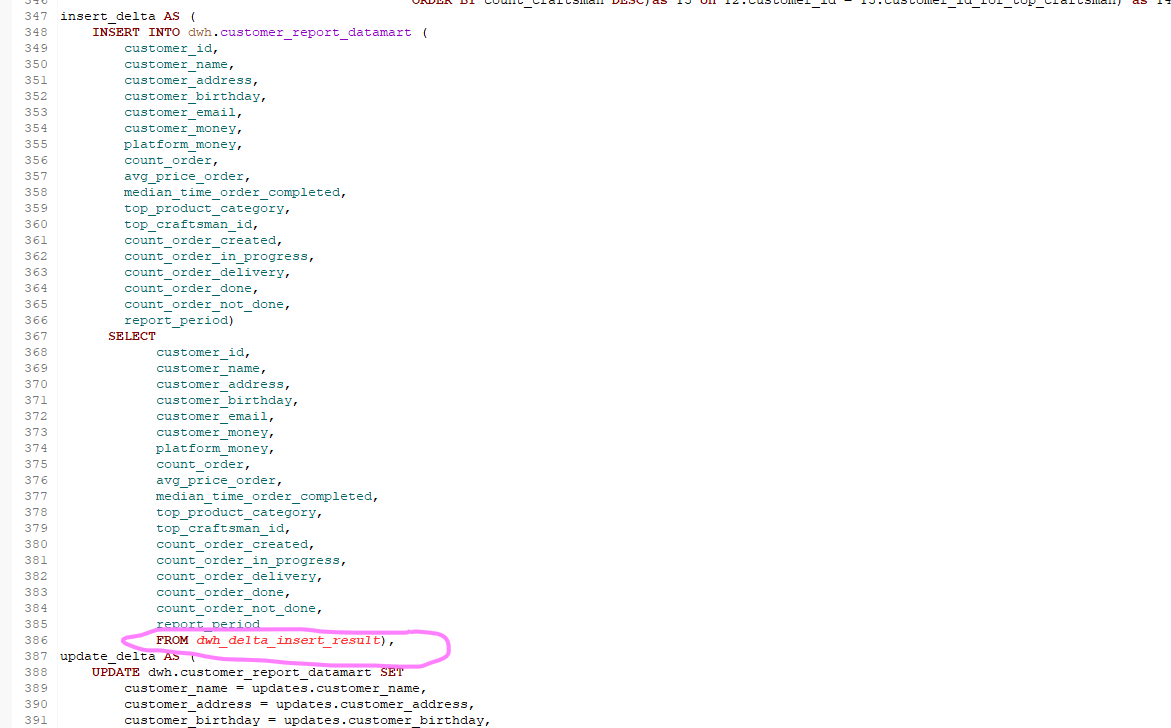 346 ORDER BY count_craftsman DESC)as T5 on T2.customer_id = T5.customer_id_for_top_craftsman) as T4
347 insert_delta AS (
348 INSERT INTO dwh.customer_report_datamart (
349 customer_id,
350 customer_name,
351 customer_address,
352 customer_birthday,
353 customer_email,
354 customer_money,
355 platform_money,
356 count_order,
357 avg_price_order,
358 median_time_order_completed,
359 top_product_category,
360 top_craftsman_id,
361 count_order_created,
362 count_order_in_progress,
363 count_order_delivery,
364 count_order_done,
365 count_order_not_done,
366 report_period)
367 SELECT
368 customer_id,
369 customer_name,
370 customer_address,
371 customer_birthday,
372 customer_email,
373 customer_money,
374 platform_money,
375 count_order,
376 avg_price_order,
377 median_time_order_completed,
378 top_product_category,
379 top_craftsman_id,
380 count_order_created,
381 count_order_in_progress,
382 count_order_delivery,
383 count_order_done,
384 count_order_not_done,
385 report_period
386 FROM dwh_delta_insert_result),
387 update_delta AS (
388 UPDATE dwh.customer_report_datamart SET
389 customer_name = updates.customer_name,
390 customer_address = updates.customer_address,
391 customer_birthday = updates.customer_birthday,